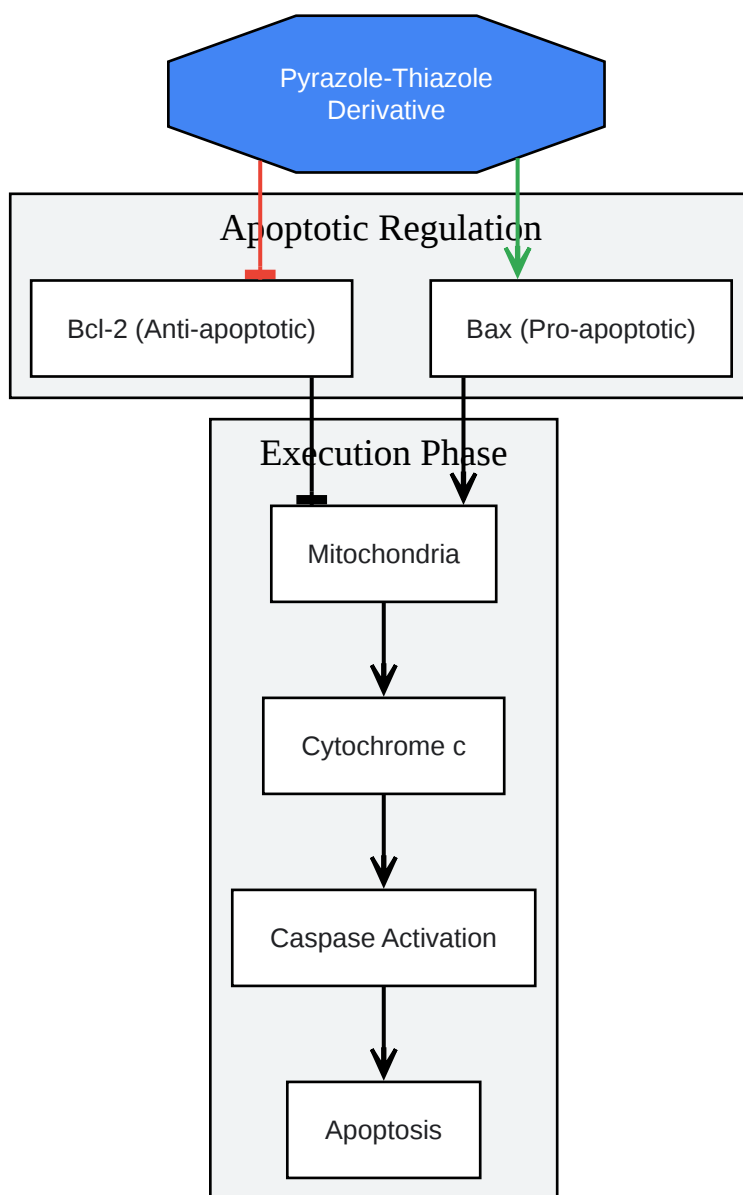 Pyrazole-Thiazole
Derivative
Apoptotic Regulation
Bcl-2 (Anti-apoptotic)
Bax (Pro-apoptotic)
Execution Phase
Mitochondria
Cytochrome c
Caspase Activation
Apoptosis